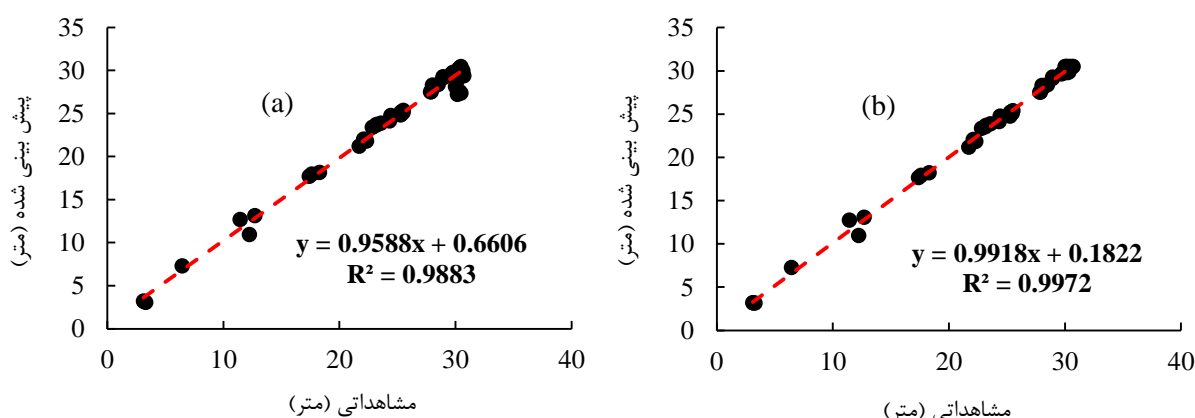 35
30
25
20
15
10
5
0
0
10
20
30
40
پیش بینی شده (متر)
مشاهداتی (متر)
(a)
y = 0.9588x + 0.6606
R² = 0.9883
35
30
25
20
15
10
5
0
0
10
20
30
40
پیش بینی شده (متر)
مشاهداتی (متر)
(b)
y = 0.9918x + 0.1822
R² = 0.9972